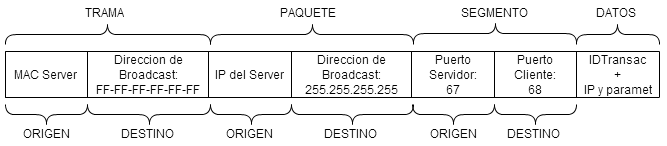 TRAMA
PAQUETE
SEGMENTO
DATOS
MAC Server
Direccion de
Broadcast:
FF-FF-FF-FF-FF-FF
IP del Server
Direccion de
Broadcast:
255.255.255.255
Puerto
Servidor:
67
Puerto
Cliente:
68
IDTransac
+
IP y paramet
ORIGEN
DESTINO
ORIGEN
DESTINO
ORIGEN
DESTINO